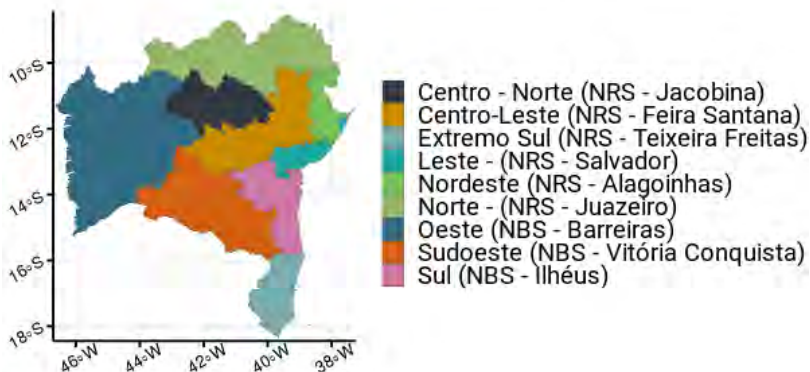 10°S
12°S
14°S
16°S
18°S
46°W
44°W
42°W
40°W
38°W
Centro - Norte (NRS - Jacobina)
Centro-Leste (NRS - Feira Santana)
Extremo Sul (NRS - Teixeira Freitas)
Leste - (NRS - Salvador)
Nordeste (NRS - Alagoinhas)
Norte - (NRS - Juazeiro)
Oeste (NBS - Barreiras)
Sudoeste (NBS - Vitória Conquista)
Sul (NBS - Ilhéus)